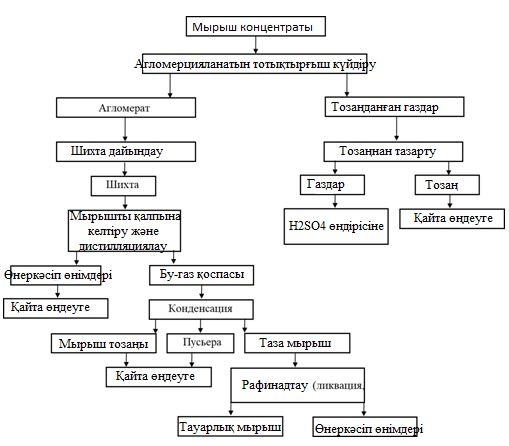 Мырыш концентраты
Агломерцияланатын тотықтырғыш күйдіру
Агломерат
Тозаңданған газдар
Шихта дайындау
Тозаңнан тазарту
Шихта
Газдар
Тозаң
Мырышты қалпына
келтіру және
дистилляциялау
H2SO4 өндірісіне
Қайта өңдеуге
Өнеркәсіп өнімдері
Бу-газ қоспасы
Қайта өңдеуге
Конденсация
Мырыш тозаңы
Пусьера
Таза мырыш
Қайта өңдеуге
Рафинадтау (ликвация,
Тауарлық мырыш
Өнеркәсіп өнімдері